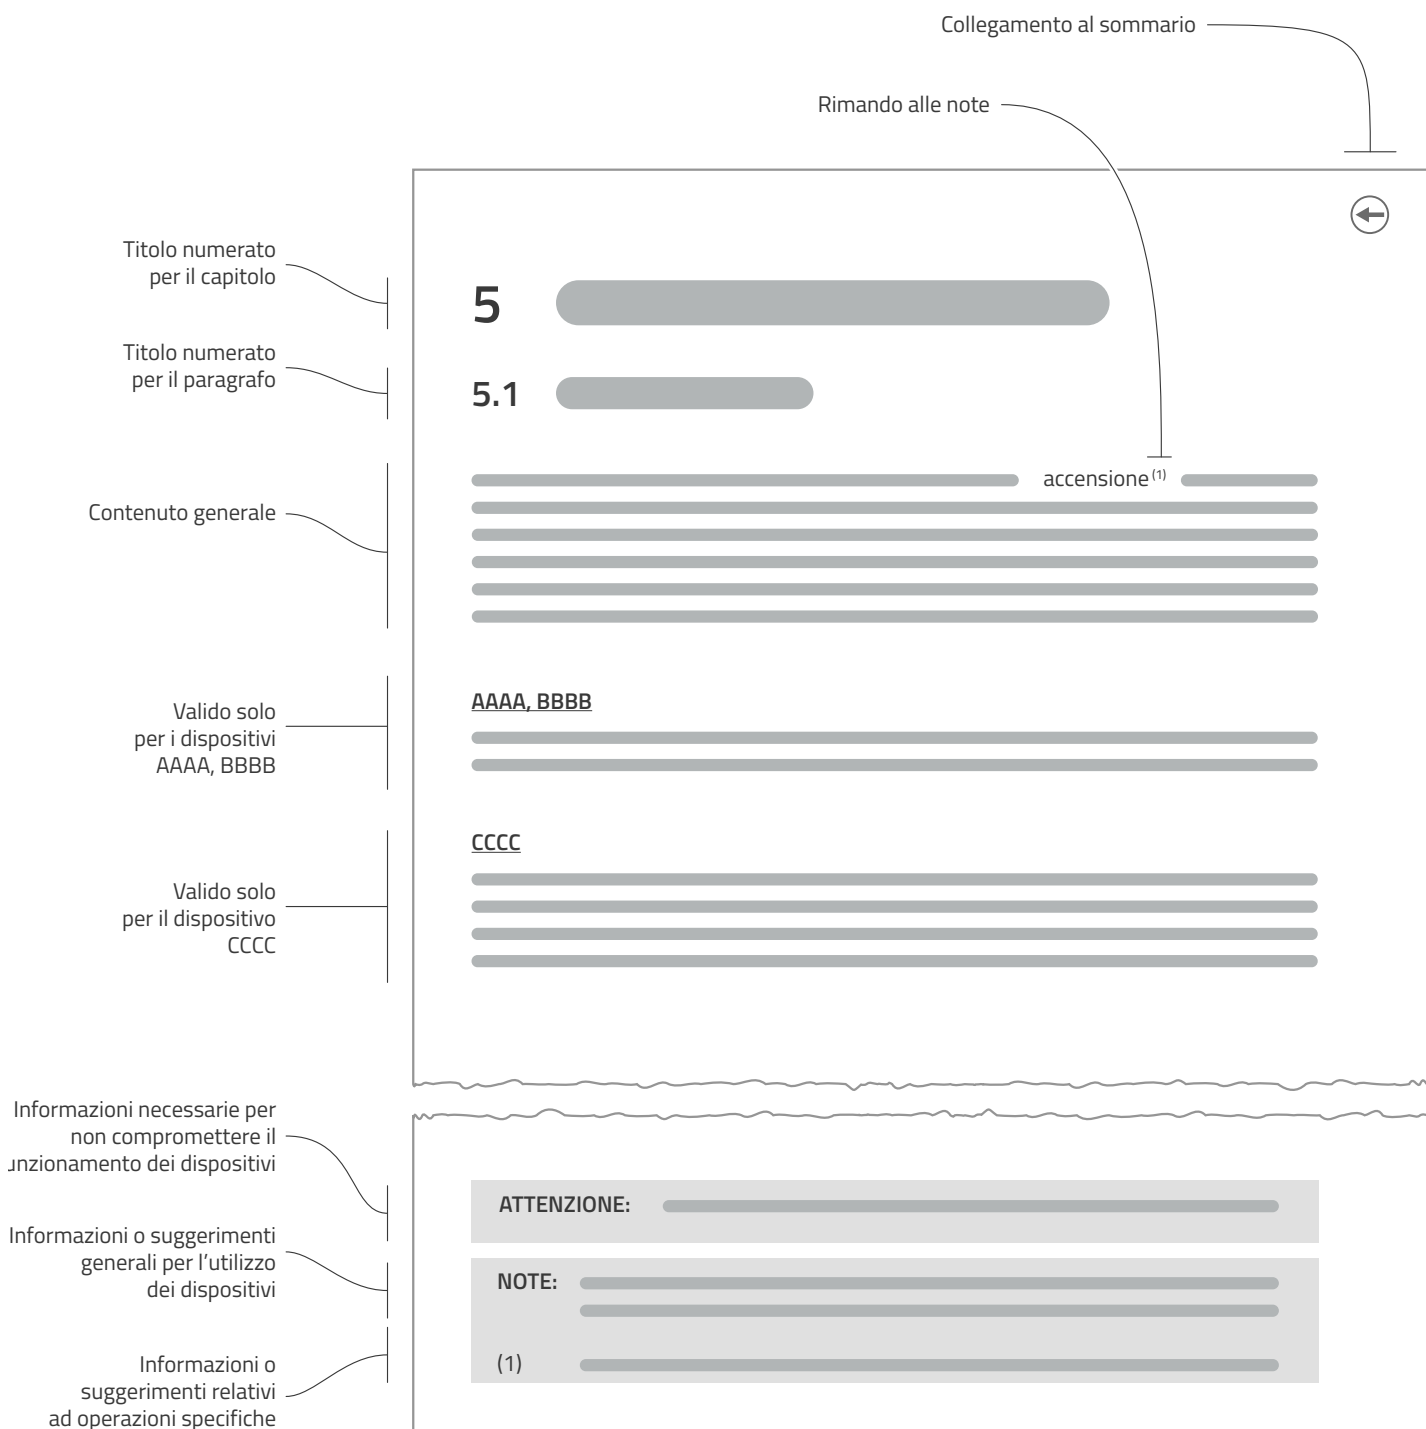 Collegamento al sommario
Rimando alle note
Titolo numerato
per il capitolo
5
Titolo numerato
per il paragrafo
5.1
accensione (1)
Contenuto generale
AAAA, BBBB
Valido solo
per i dispositivi
AAAA, BBBB
CCCC
Valido solo
per il dispositivo
CCCC
Informazioni necessarie per
non compromettere il
unzionamento dei dispositivi
ATTENZIONE:
Informazioni o suggerimenti
generali per l'utilizzo
dei dispositivi
NOTE:
(1)
Informazioni o
suggerimenti relativi
ad operazioni specifiche